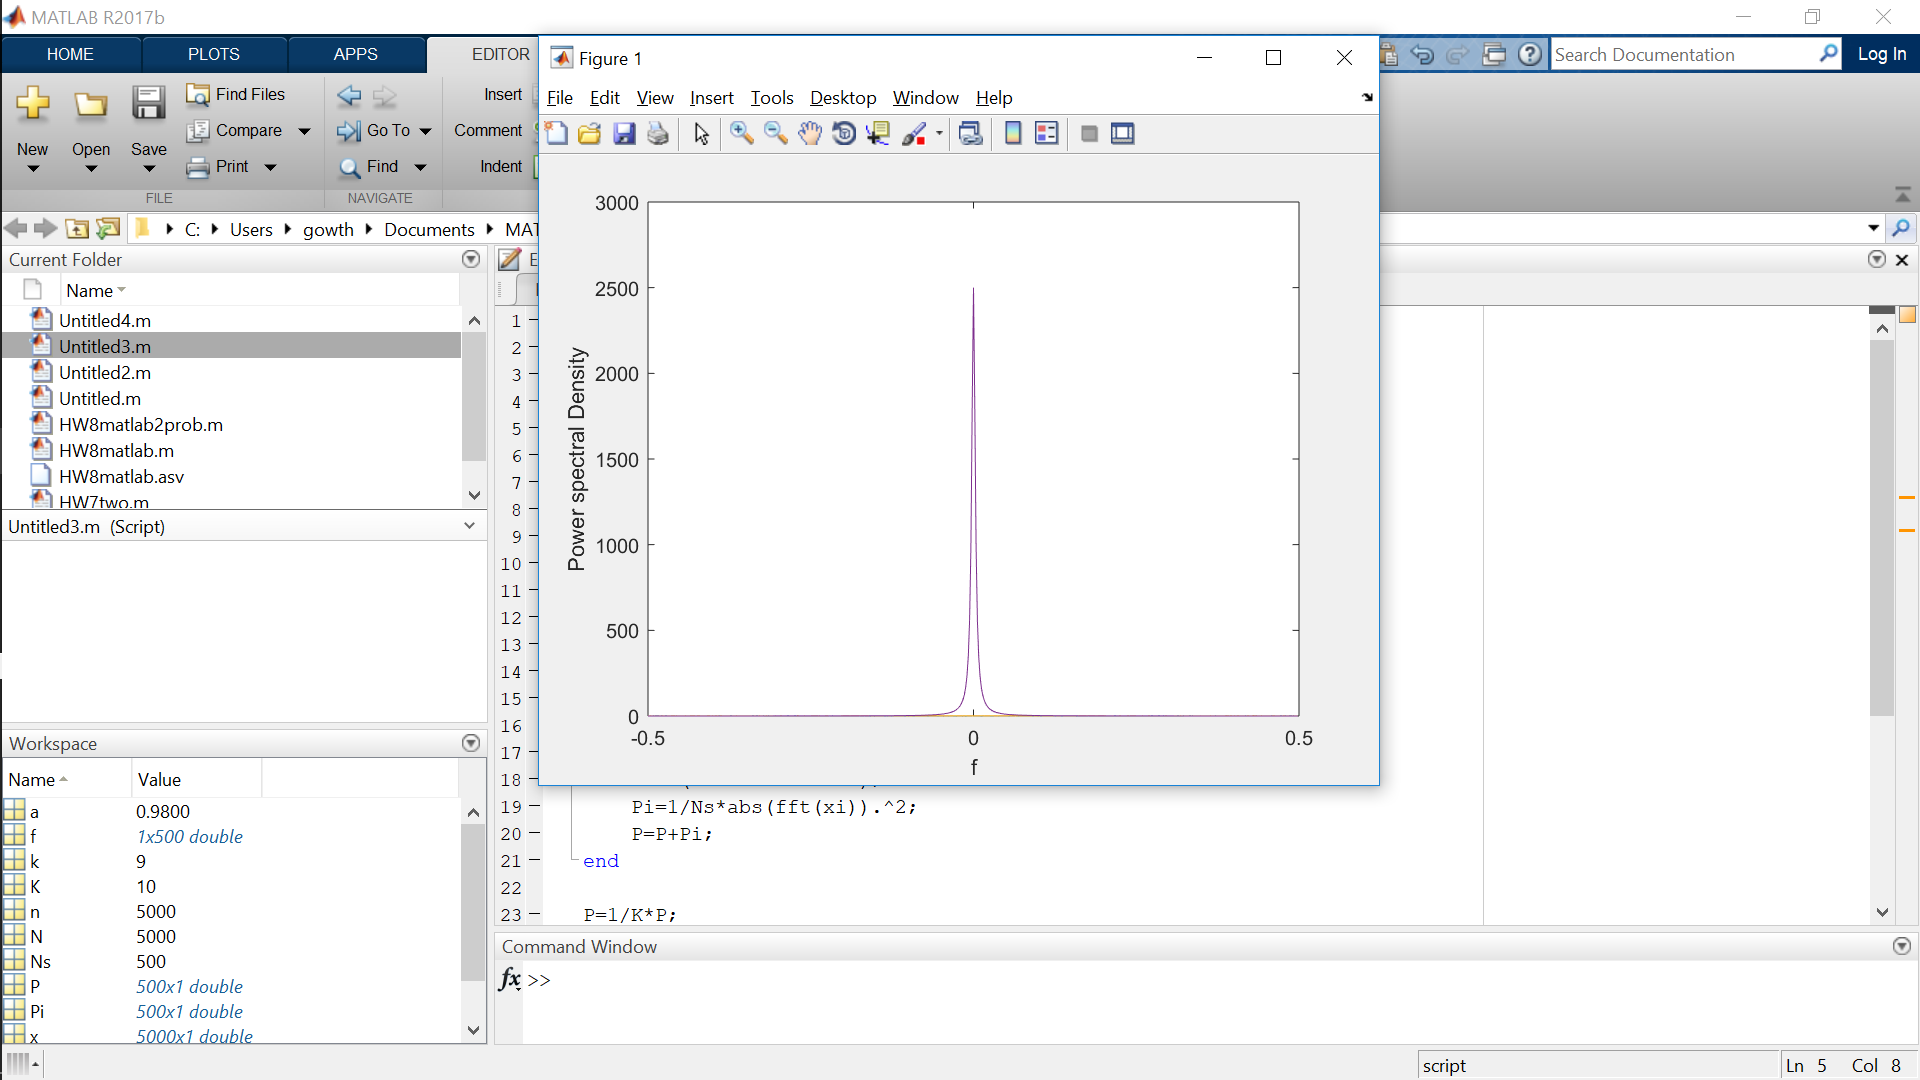 MATLAB R2017b
HOME PLOTS APPS EDITOR
Search Documentation
Log In
Figure 1
File Edit View Insert Tools Desktop Window Help
New
Open
Save
Find Files
Compare
Print
Go To
Find
Insert
Comment
Indent
FILE
NAVIGATE
C: Users gowth Documents MAT
Current Folder
Name
Untitled4.m
Untitled3.m
Untitled2.m
Untitled.m
HW8matlab2prob.m
HW8matlab.m
HW8matlab.asv
HW7two.m
Untitled3.m (Script)
Workspace
Name Value
a 0.9800
f 1x500 double
k 9
K 10
n 5000
N 5000
Ns 500
P 500x1 double
Pi 500x1 double
x 5000x1 double
3000
2500
2000
1500
1000
500
0
-0.5 0 0.5
f
Power spectral Density
1
2
3
4
5
6
7
8
9
10
11
12
13
14
15
16
17
18
19 Pi=1/Ns*abs(fft(xi)).^2;
20 P=P+Pi;
21 end
22
23 P=1/K*P;
Command Window
fx >>
script
Ln 5 Col 8